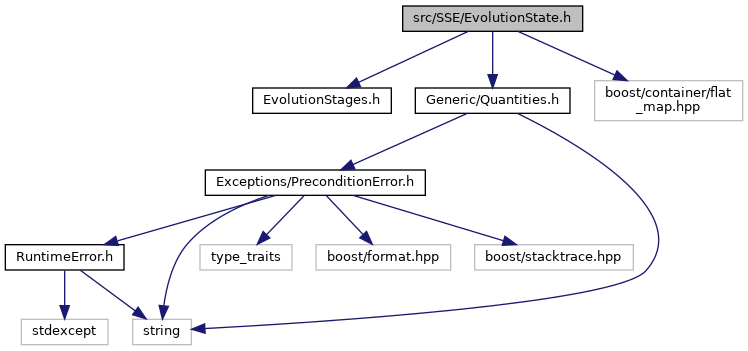 src/SSE/EvolutionState.h
EvolutionStages.h
Generic/Quantities.h
boost/container/flat
_map.hpp
Exceptions/PreconditionError.h
RuntimeError.h
type_traits
boost/format.hpp
boost/stacktrace.hpp
stdexcept
string